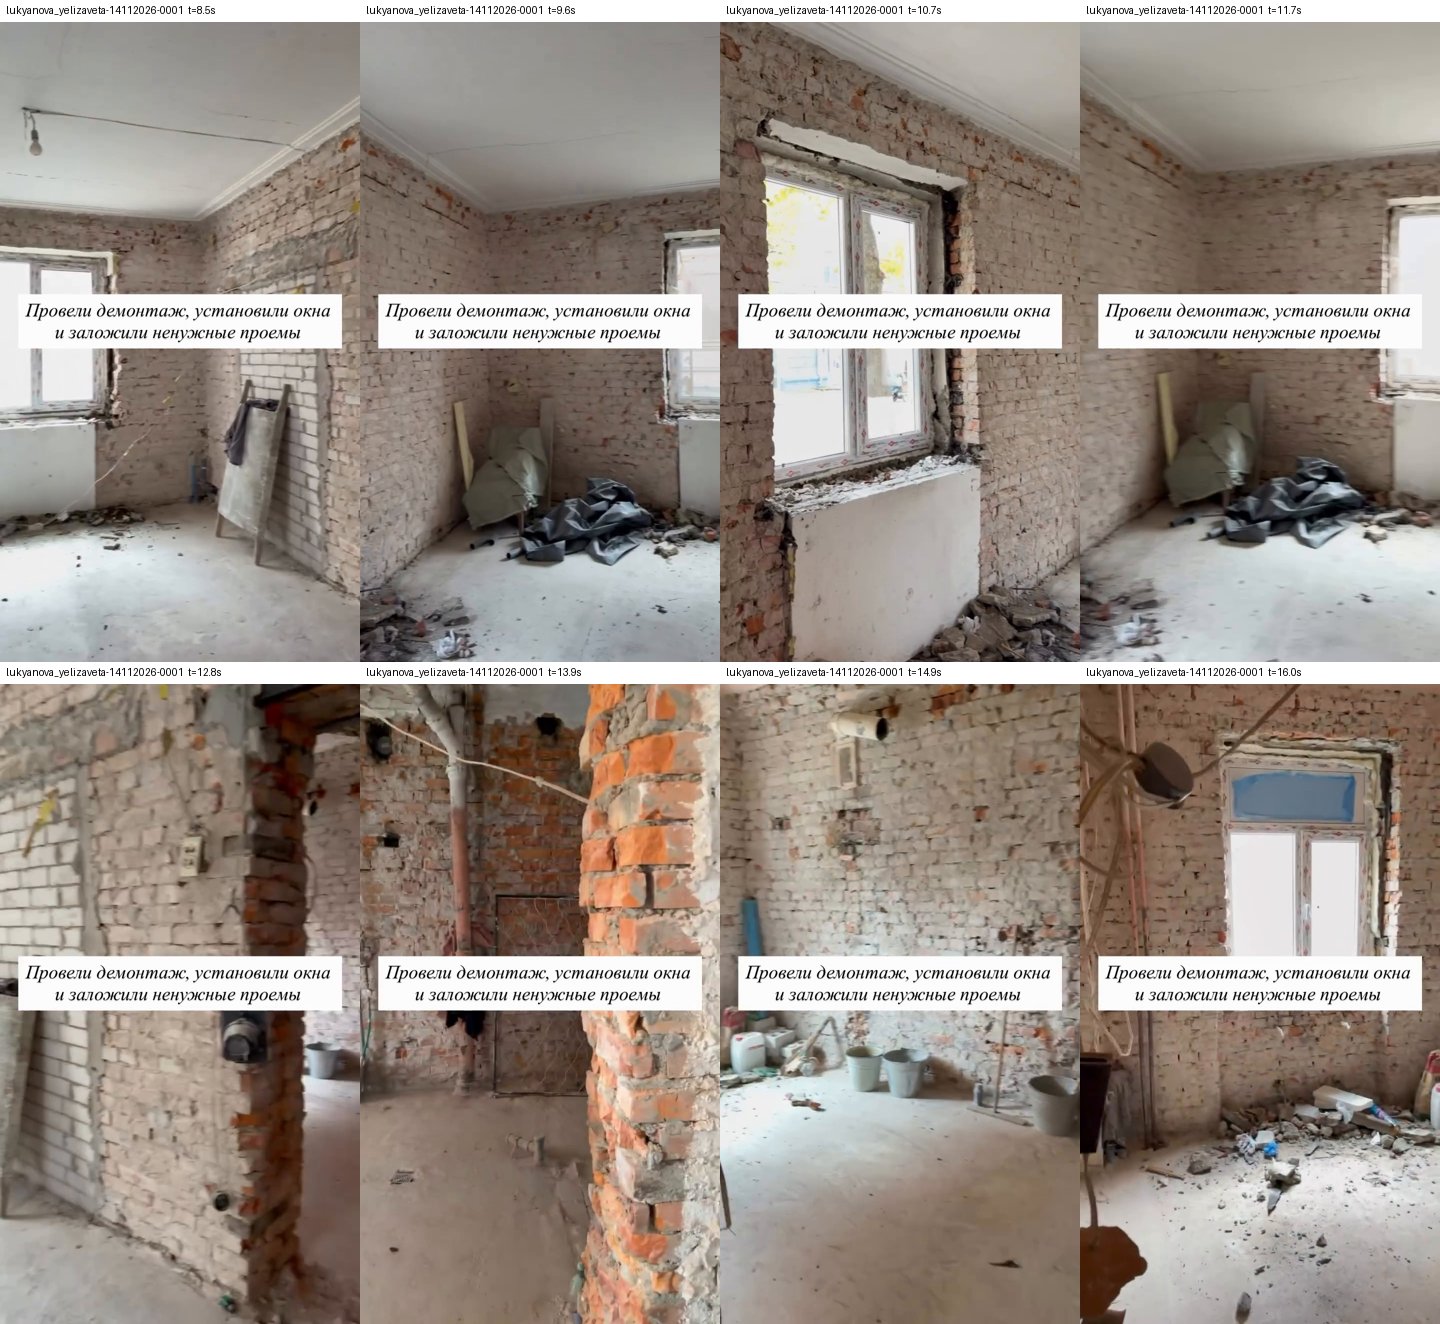 lukyanova_yelizaveta-14112026-0001 t=8.5s
lukyanova_yelizaveta-14112026-0001 t=9.6s
lukyanova_yelizaveta-14112026-0001 t=10.7s
lukyanova_yelizaveta-14112026-0001 t=11.7s
Провели демонтаж, установили окна
и заложили ненужные проемы
Провели демонтаж, установили окна
и заложили ненужные проемы
Провели демонтаж, установили окна
и заложили ненужные проемы
Провели демонтаж, установили окна
и заложили ненужные проемы
lukyanova_yelizaveta-14112026-0001 t=12.8s
lukyanova_yelizaveta-14112026-0001 t=13.9s
lukyanova_yelizaveta-14112026-0001 t=14.9s
lukyanova_yelizaveta-14112026-0001 t=16.0s
Провели демонтаж, установили окна
и заложили ненужные проемы
Провели демонтаж, установили окна
и заложили ненужные проемы
Провели демонтаж, установили окна
и заложили ненужные проемы
Провели демонтаж, установили окна
и заложили ненужные проемы